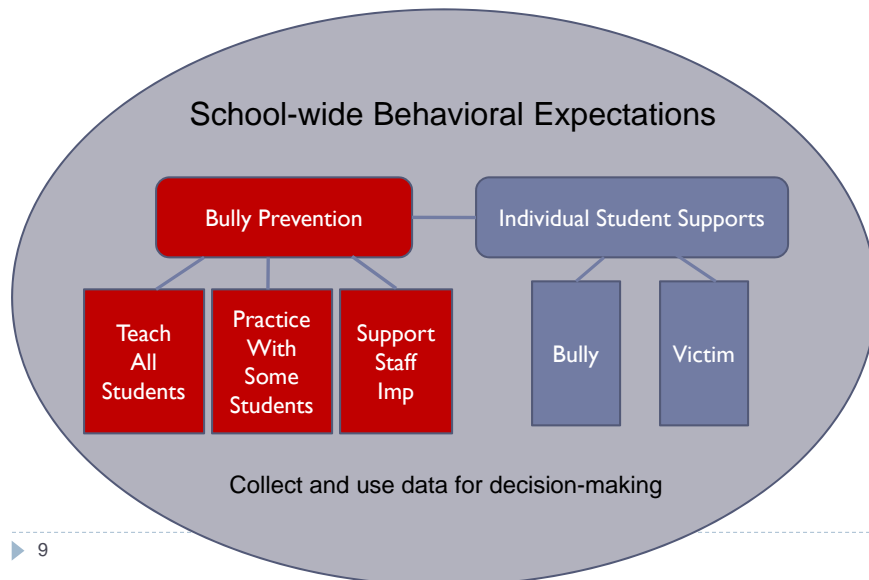 School-wide Behavioral Expectations
Bully Prevention
Individual Student Supports
Teach
All
Students
Practice
With
Some
Students
Support
Staff
Imp
Bully
Victim
Collect and use data for decision-making
9